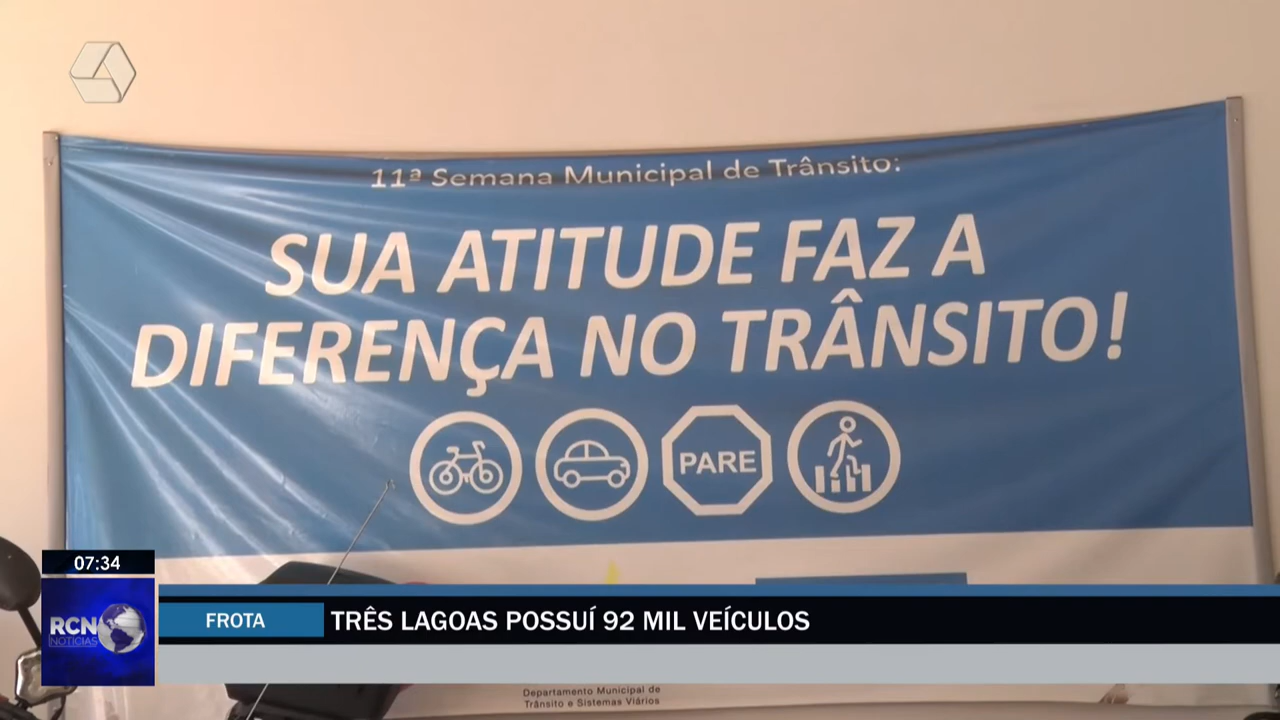 11ª Semana Municipal de Trânsito:
SUA ATITUDE FAZ A
DIFERENÇA NO TRÂNSITO!
PARE
07:34
RCN
NOTÍCIAS
FROTA
TRÊS LAGOAS POSSUÍ 92 MIL VEÍCULOS
Departamento Municipal de
Trânsito e Sistemas Viários